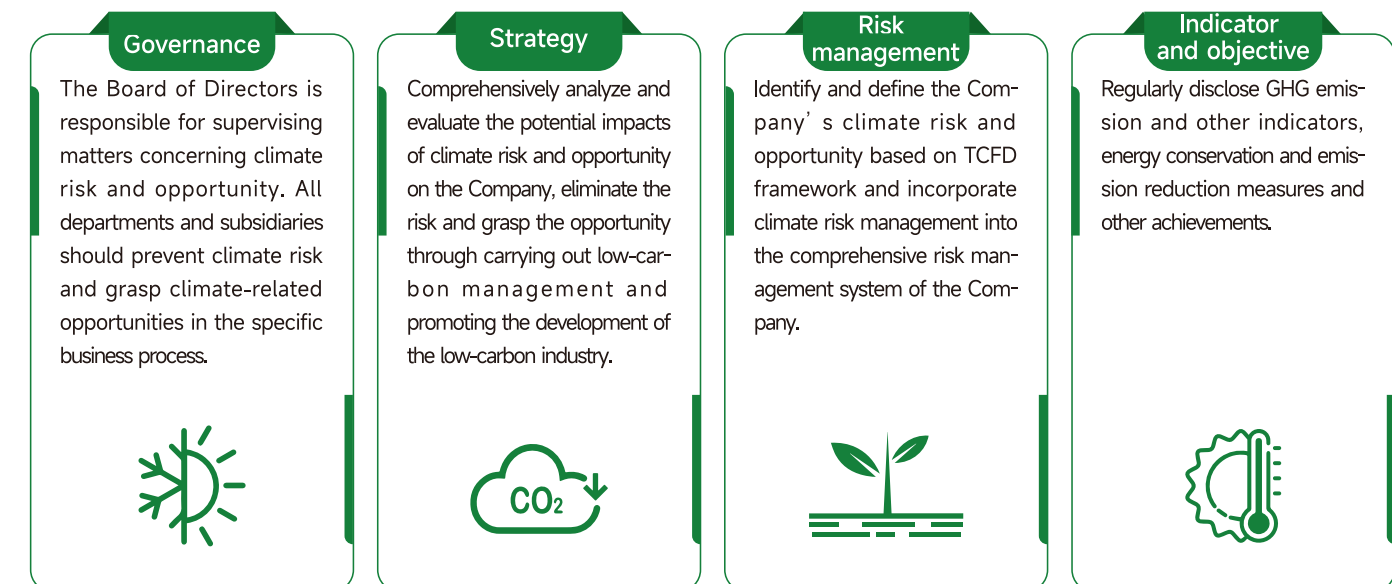 Governance
The Board of Directors is
responsible for supervising
matters concerning climate
risk and opportunity. All
departments and subsidiaries
should prevent climate risk
and grasp climate-related
opportunities in the specific
business process.
Strategy
Comprehensively analyze and
evaluate the potential impacts
of climate risk and opportunity
on the Company, eliminate the
risk and grasp the opportunity
through carrying out low-car-
bon management and
promoting the development of
the low-carbon industry.
CO₂
Risk
management
Identify and define the Com-
pany’s climate risk and
opportunity based on TCFD
framework and incorporate
climate risk management into
the comprehensive risk man-
agement system of the Com-
pany.
Indicator
and objective
Regularly disclose GHG emis-
sion and other indicators,
energy conservation and emis-
sion reduction measures and
other achievements.